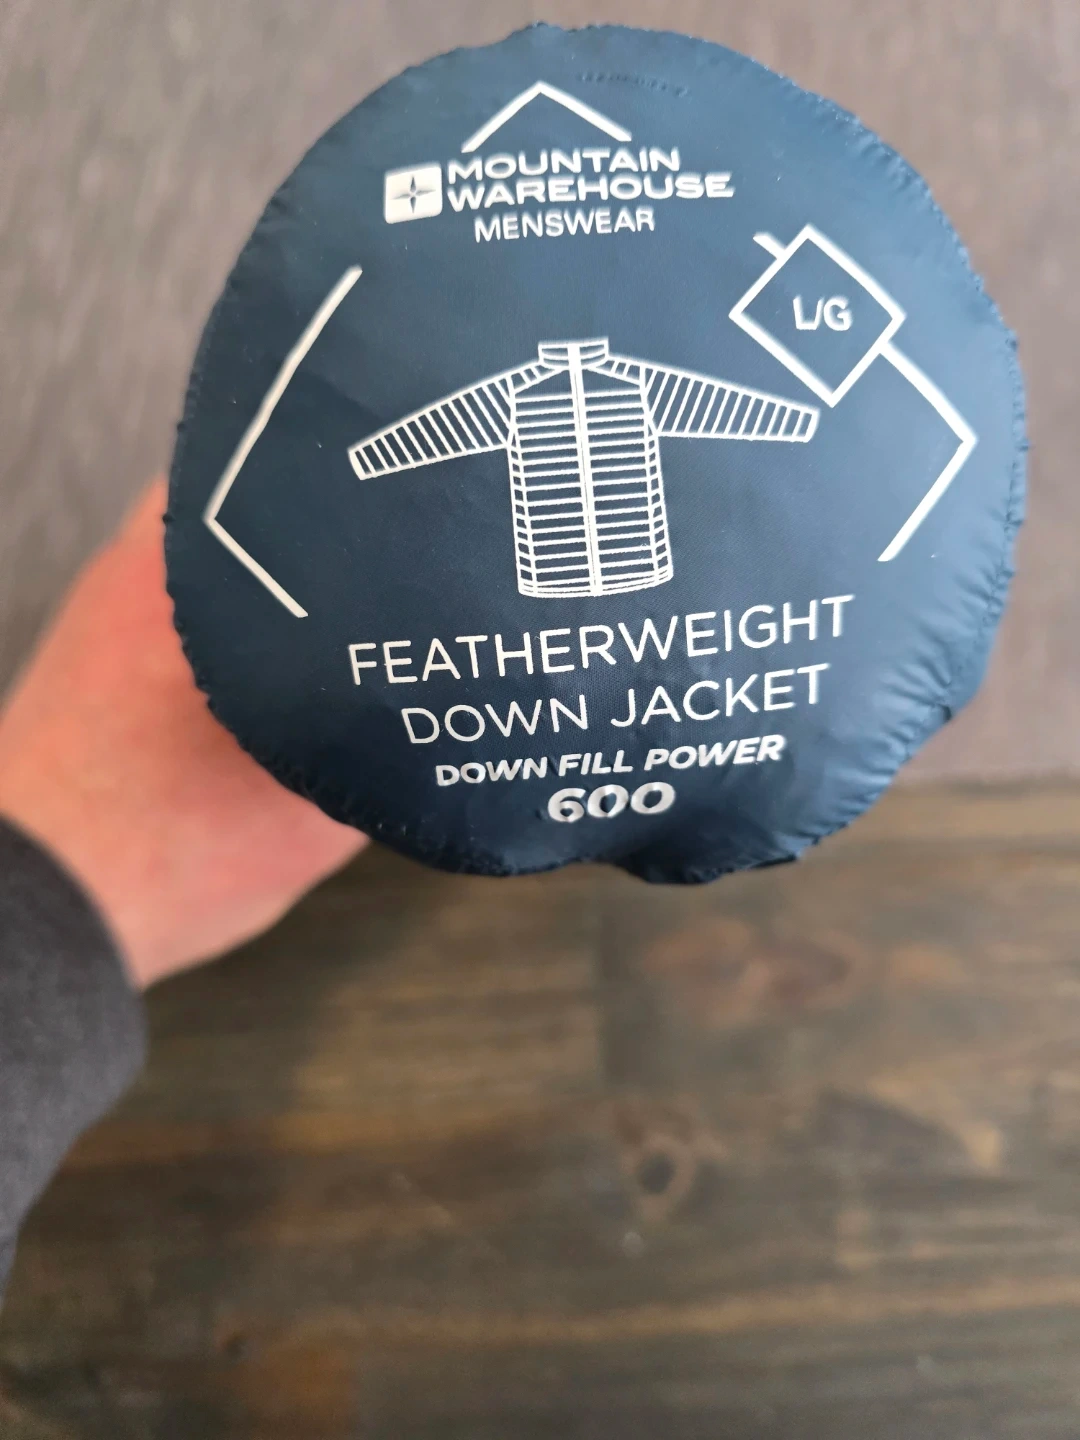 MOUNTAIN
WAREHOUSE
MENSWEAR
L/G
FEATHERWEIGHT
DOWN JACKET
DOWN FILL POWER
600